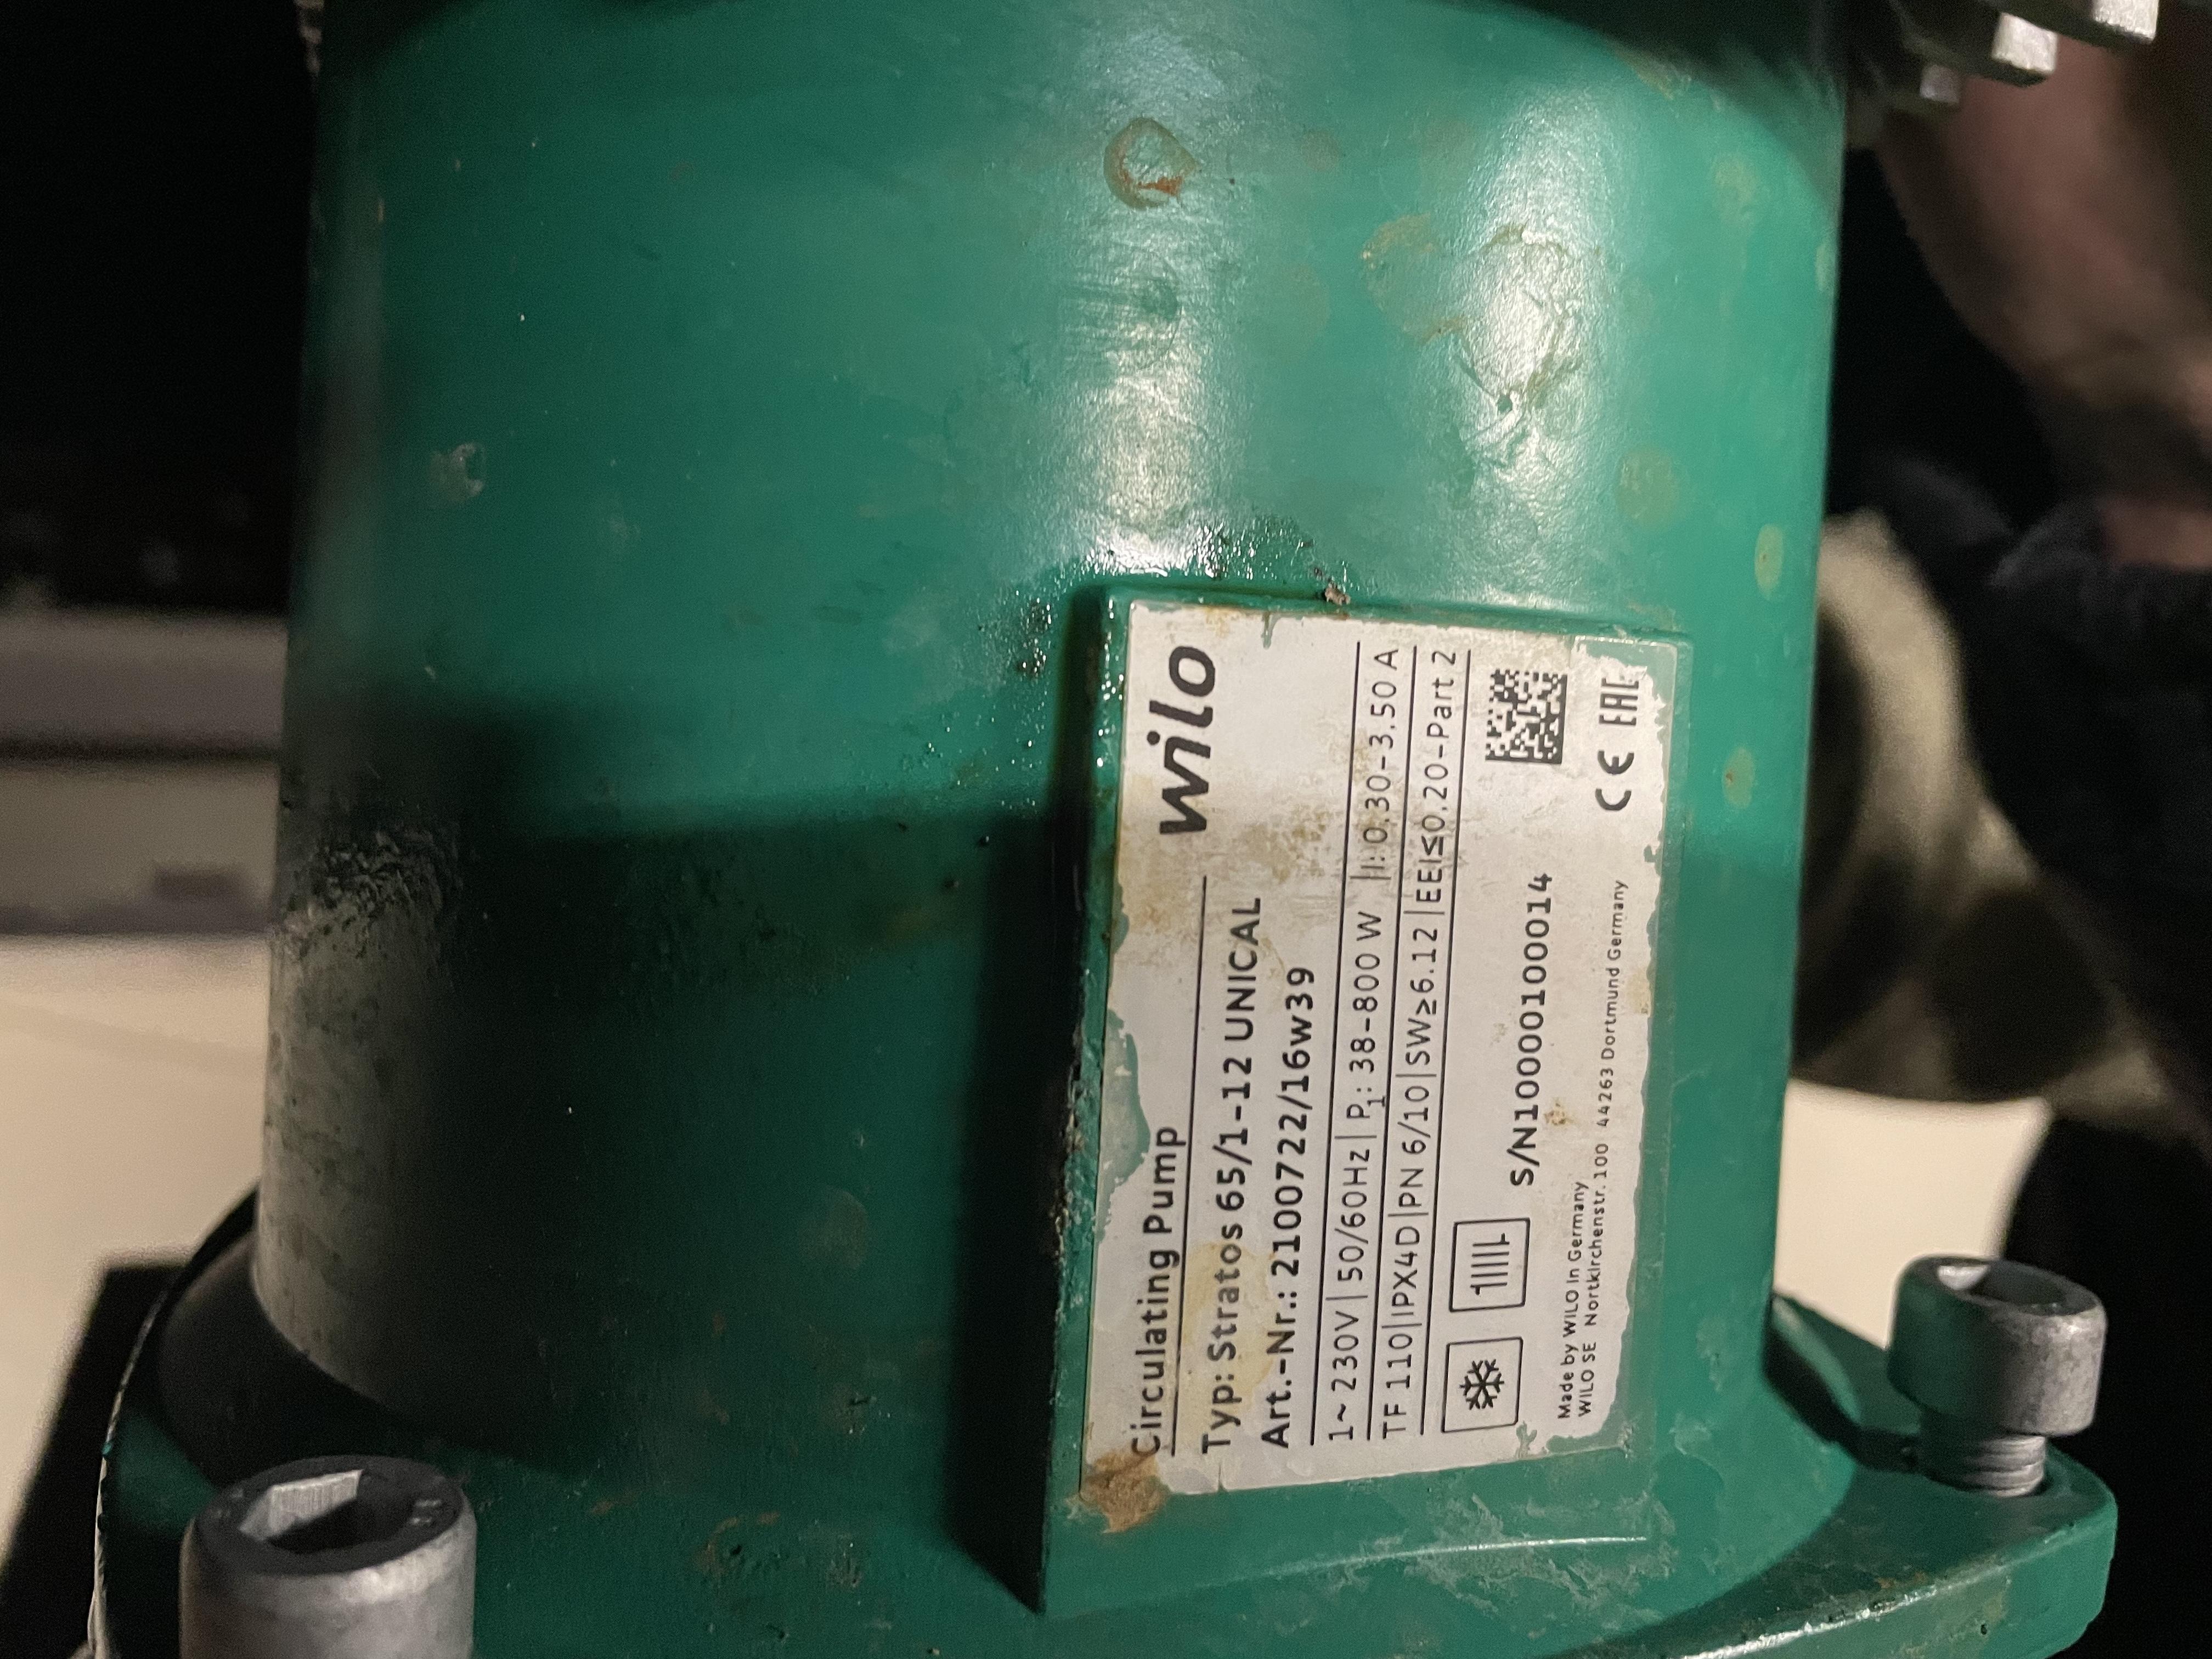 wilo
Circulating Pump
Typ: Stratos 65/1-12 UNICAL
Art.-Nr.: 2100722/16w39
1~230V|50/60Hz|P1:38-800 W |I:0.30-3.50 A
TF 110|IPX4D|PN 6/10|SW≥6.12|EEI≤0.20-Part 2
S/N1000010014
Made by WILO in Germany
WILO SE Nortkirchenstr. 100 44263 Dortmund Germany
CE EAC